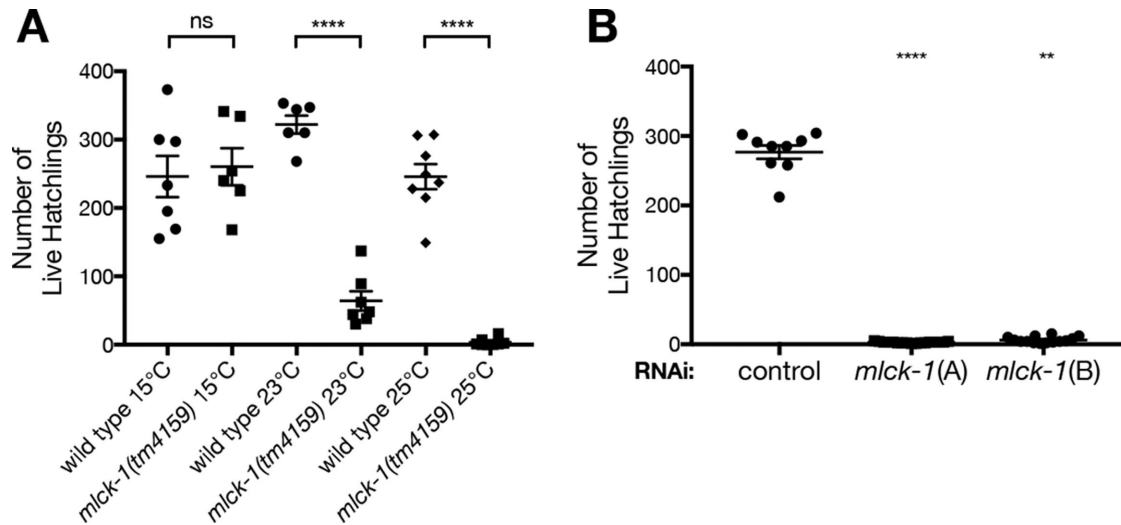 A
ns
****
****
Number of
Live Hatchlings
400
300
200
100
0
wild type 15°C
mlck-1(tm4159) 15°C
wild type 23°C
mlck-1(tm4159) 23°C
wild type 25°C
mlck-1(tm4159) 25°C
B
****
**
Number of
Live Hatchlings
400
300
200
100
0
RNAi: control mlck-1(A) mlck-1(B)